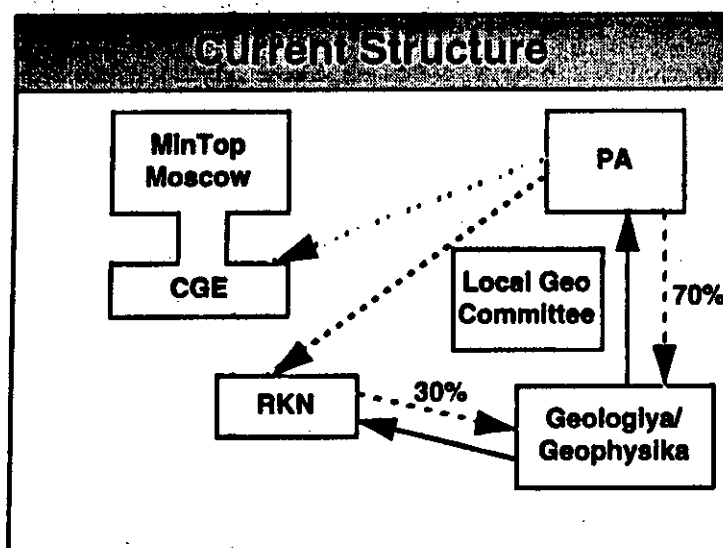 Current Structure
MinTop
Moscow
PA
CGE
Local Geo
Committee
70%
RKN
30%
Geologiya/
Geophysika